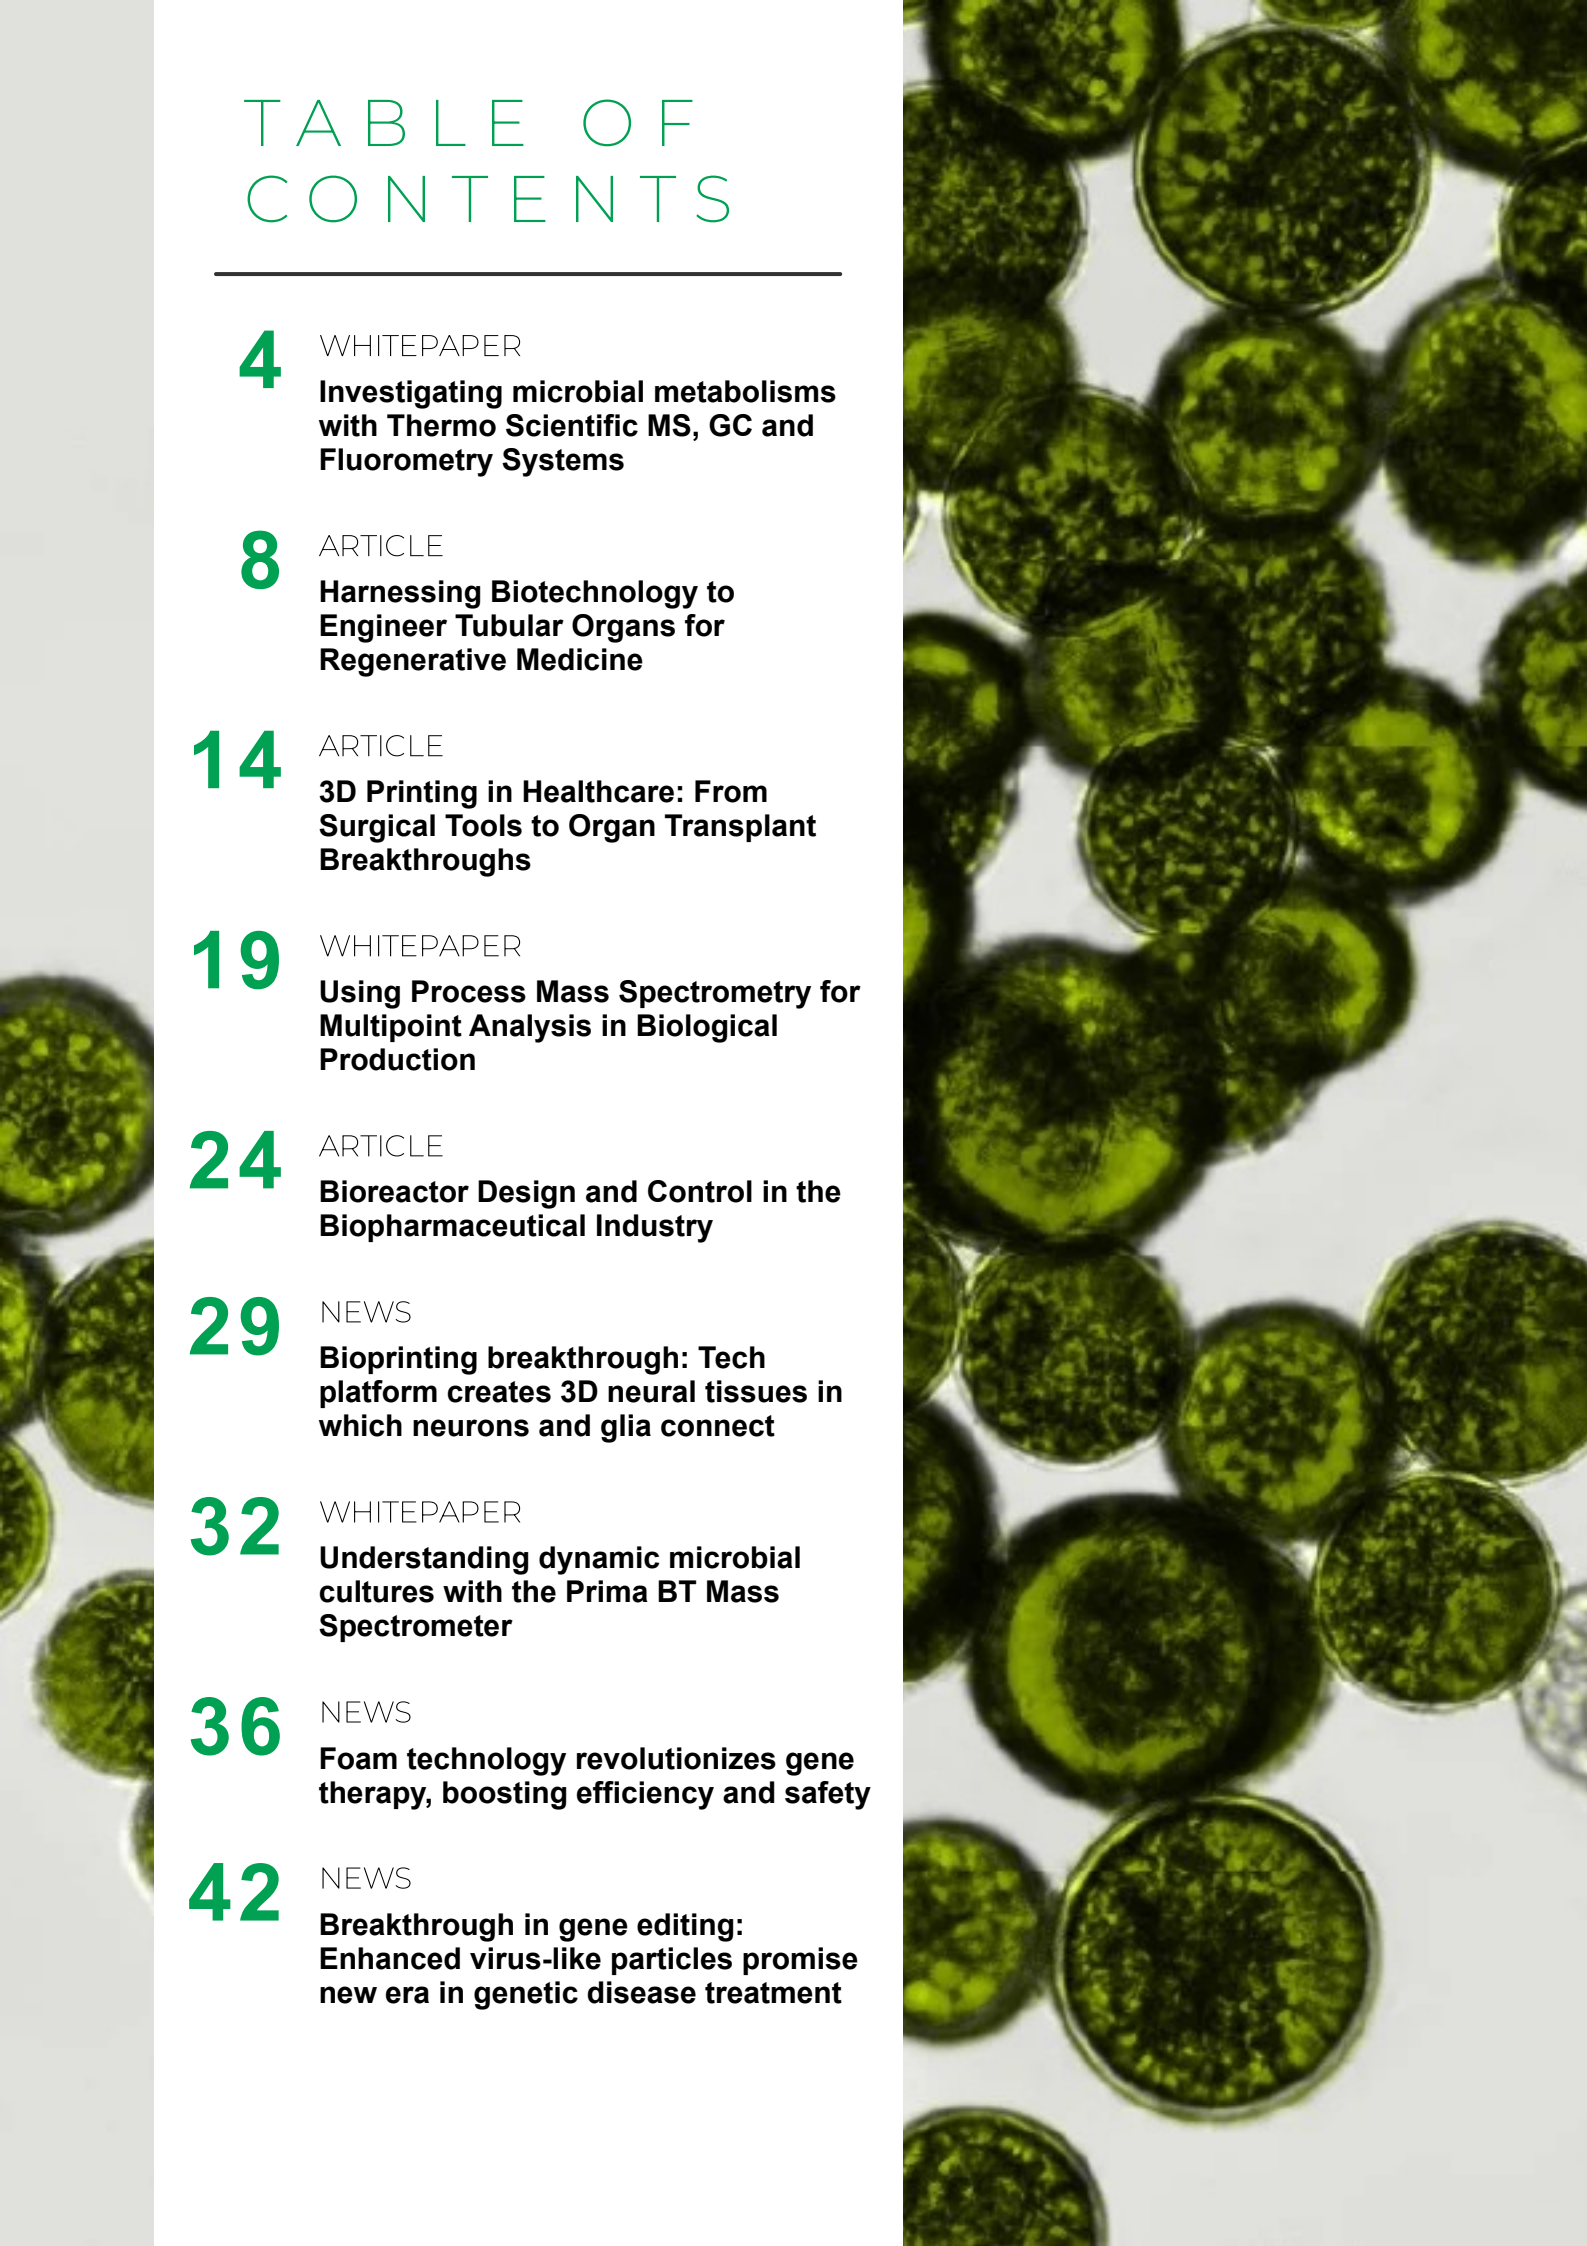 TABLE OF
CONTENTS
4
WHITEPAPER
Investigating microbial metabolisms
with Thermo Scientific MS, GC and
Fluorometry Systems
8
ARTICLE
Harnessing Biotechnology to
Engineer Tubular Organs for
Regenerative Medicine
14
ARTICLE
3D Printing in Healthcare: From
Surgical Tools to Organ Transplant
Breakthroughs
19
WHITEPAPER
Using Process Mass Spectrometry for
Multipoint Analysis in Biological
Production
24
ARTICLE
Bioreactor Design and Control in the
Biopharmaceutical Industry
29
NEWS
Bioprinting breakthrough: Tech
platform creates 3D neural tissues in
which neurons and glia connect
32
WHITEPAPER
Understanding dynamic microbial
cultures with the Prima BT Mass
Spectrometer
36
NEWS
Foam technology revolutionizes gene
therapy, boosting efficiency and safety
42
NEWS
Breakthrough in gene editing:
Enhanced virus-like particles promise
new era in genetic disease treatment